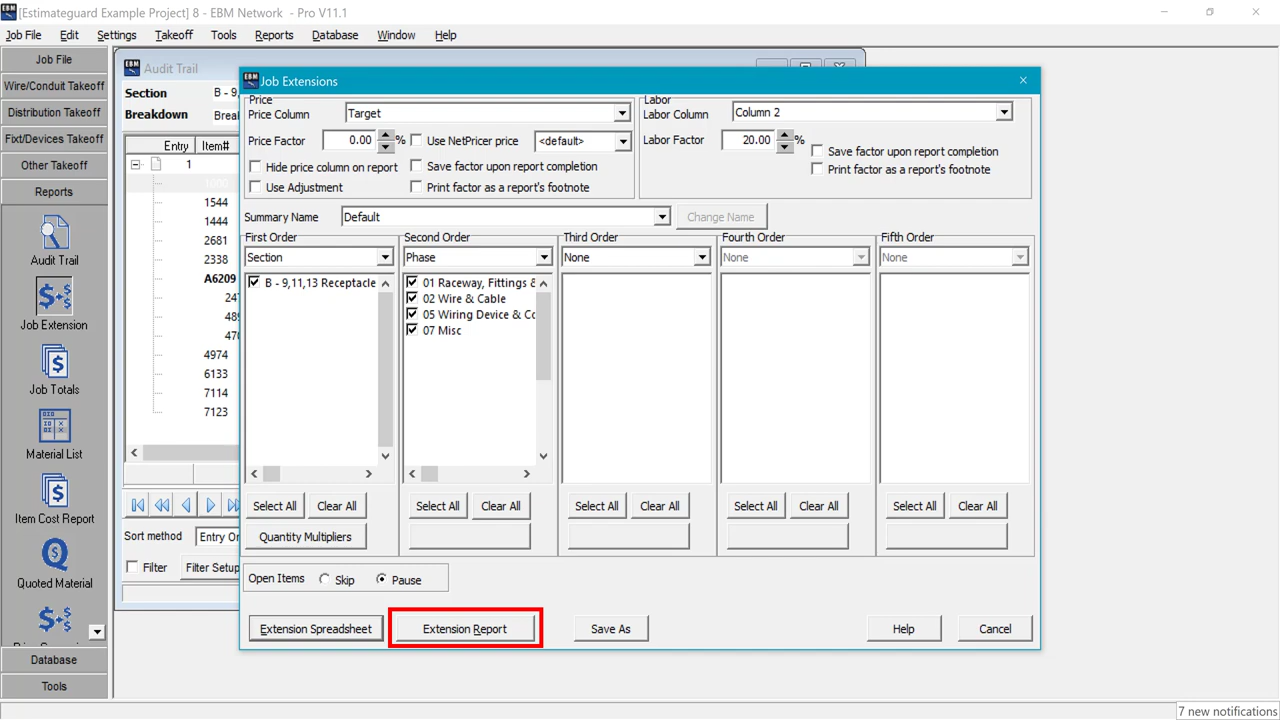 [Estimateguard Example Project] 8 - EBM Network - Pro V11.1
Job File Edit Settings Takeoff Tools Reports Database Window Help
Job File
Wire/Conduit Takeoff
Distribution Takeoff
Fixt/Devices Takeoff
Other Takeoff
Reports
Audit Trail
Job Extension
Job Totals
Material List
Item Cost Report
Quoted Material
Database
Tools
EBM Audit Trail
Section B - 9
Breakdown Brea
Entry Item#
1
1544
1444
2681
2338
A6209
24
489
470
4974
6133
7114
7123
Sort method Entry Or
Filter Filter Setup
EBM Job Extensions
Price
Price Column Target
Price Factor 0.00 % Use NetPricer price <default>
Hide price column on report Save factor upon report completion
Use Adjustment Print factor as a report's footnote
Labor
Labor Column Column 2
Labor Factor 20.00 %
Save factor upon report completion
Print factor as a report's footnote
Summary Name Default Change Name
First Order Second Order Third Order Fourth Order Fifth Order
Section Phase None None None
B - 9,11,13 Receptacle
01 Raceway, Fittings &
02 Wire & Cable
05 Wiring Device & Co
07 Misc
Select All Clear All Select All Clear All Select All Clear All Select All Clear All Select All Clear All
Quantity Multipliers
Open Items Skip Pause
Extension Spreadsheet Extension Report Save As Help Cancel
7 new notifications